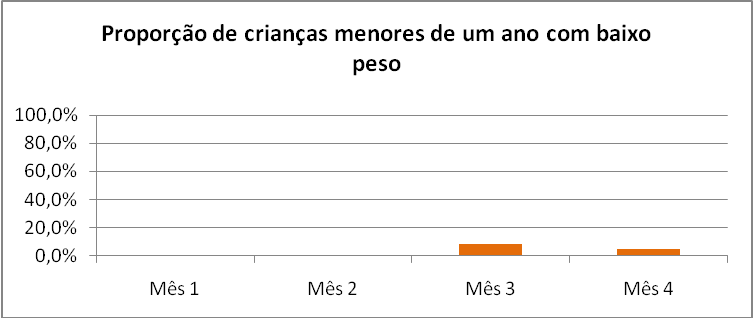 Proporção de crianças menores de um ano com baixo
peso
100,0%
80,0%
60,0%
40,0%
20,0%
0,0%
Mês 1 Mês 2 Mês 3 Mês 4